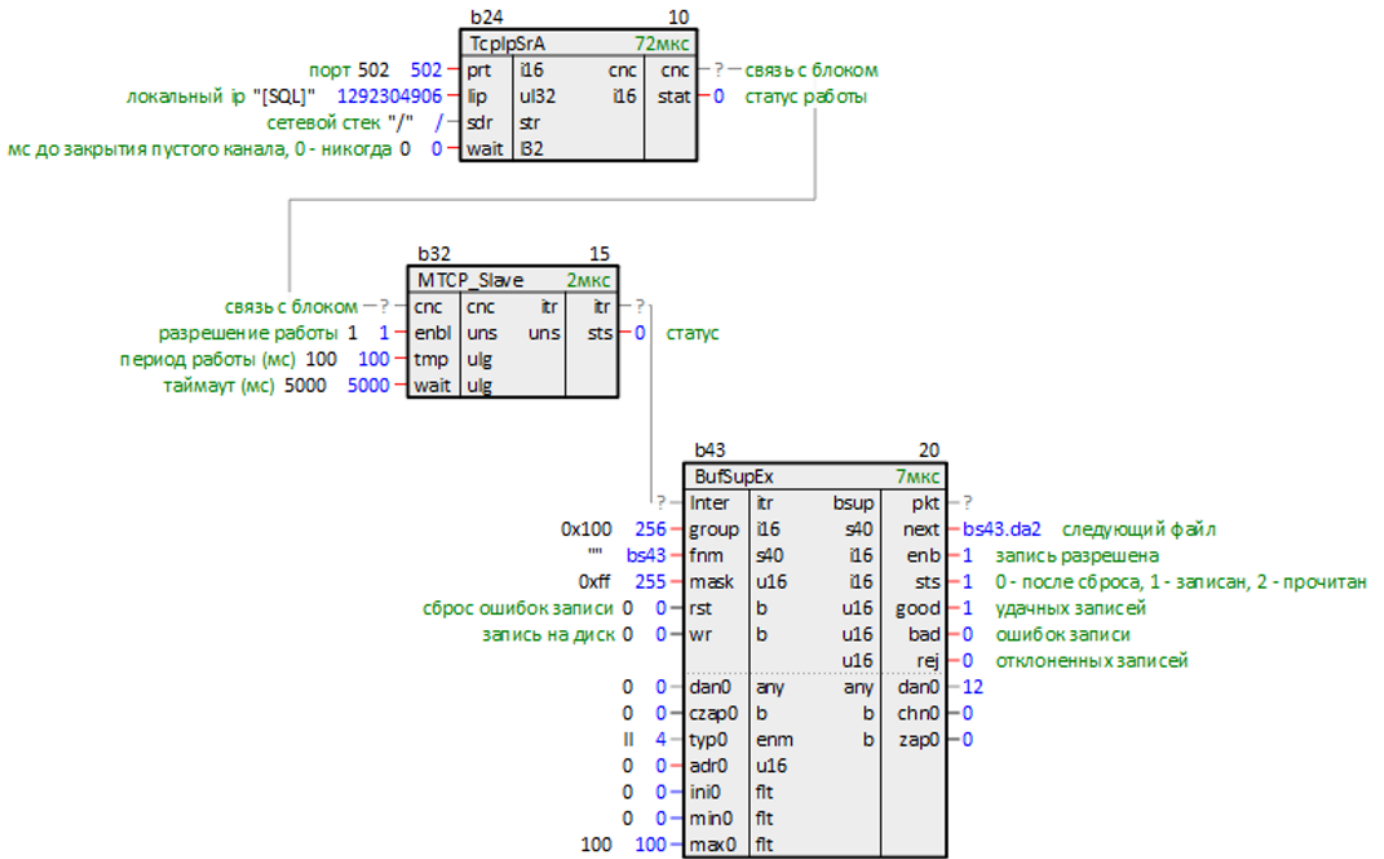 b24 10
TcpIpSrA 72мкс
порт 502 502 prt i16 cnc cnc ? связь с блоком
локальный ip "[SQL]" 1292304906 lip ul32 i16 stat 0 статус работы
сетевой стек "/" / sdr str
мс до закрытия пустого канала, 0 - никогда 0 0 wait l32
b32 15
MTCP_Slave 2мкс
связь с блоком ? cnc cnc itr itr ?
разрешение работы 1 1 enbl uns uns sts 0 статус
период работы (мс) 100 100 tmp ulg
таймаут (мс) 5000 5000 wait ulg
b43 20
BufSupEx 7мкс
? Inter itr bsup pkt ?
0x100 256 group i16 s40 next bs43.da2 следующий файл
"" bs43 fnm s40 i16 enb 1 запись разрешена
0xff 255 mask u16 i16 sts 1 0 - после сброса, 1 - записан, 2 - прочитан
сброс ошибок записи 0 0 rst b u16 good 1 удачных записей
запись на диск 0 0 wr b u16 bad 0 ошибок записи
u16 rej 0 отклоненных записей
0 0 dan0 any any dan0 12
0 0 czap0 b b chn0 0
II 4 typ0 enm b zap0 0
0 0 adr0 u16
0 0 ini0 flt
0 0 min0 flt
100 100 max0 flt